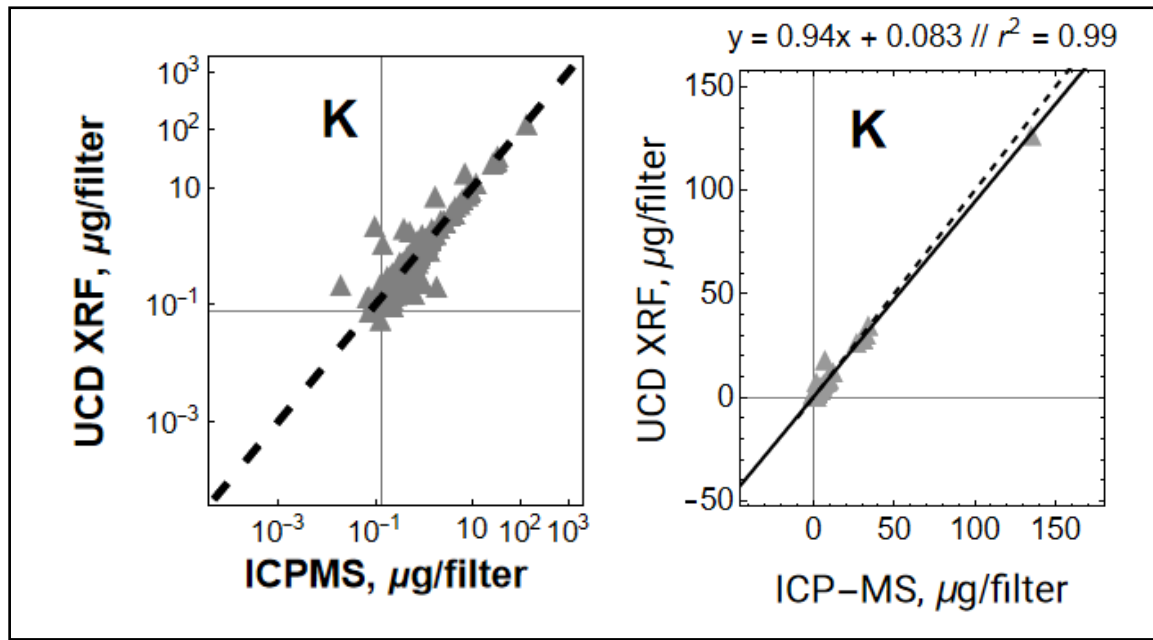 y = 0.94x + 0.083 // r² = 0.99
K
UCD XRF, µg/filter
10³
10²
10
10⁻¹
10⁻³
10⁻³
10⁻¹
10
10²
10³
ICPMS, µg/filter
K
UCD XRF, µg/filter
150
100
50
0
-50
0
50
100
150
ICP–MS, µg/filter